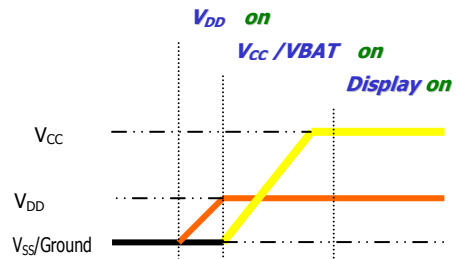 VDD on
VCC /VBAT on
Display on
VCC
VDD
VSS/Ground